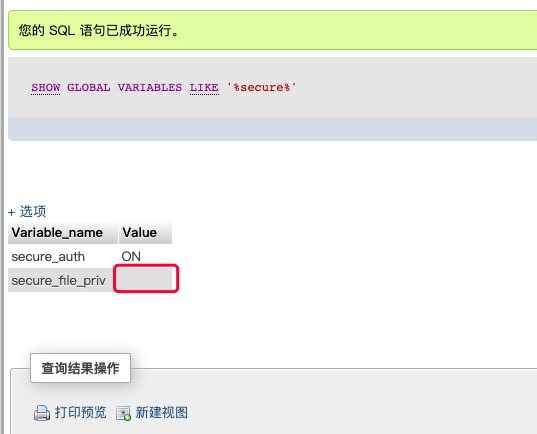 您的 SQL 语句已成功运行。
SHOW GLOBAL VARIABLES LIKE '%secure%'
+ 选项
Variable_name Value
secure_auth ON
secure_file_priv
查询结果操作
打印预览 新建视图